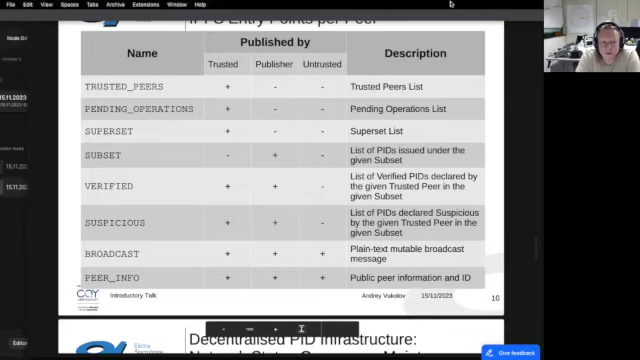 File Edit View Spaces Tabs Archive Extensions Window Help
IPFS Entry Points per Peer
Name
Published by
Description
Trusted Publisher Untrusted
TRUSTED_PEERS + - - Trusted Peers List
PENDING_OPERATIONS + - - Pending Operations List
SUPERSET + - - Superset List
SUBSET - + - List of PIDs issued under the
given Subset
VERIFIED + + - List of Verified PIDs declared by
the given Trusted Peer in the
given Subset
SUSPICIOUS + + - List of PIDs declared Suspicious
by the given Trusted Peer in the
given Subset
BROADCAST + + + Plain-text mutable broadcast
message
PEER_INFO + + + Public peer information and ID
Introductory Talk Andrey Vukolov 15/11/2023 10
Elettra
Decentralised PID Infrastructure:
Give feedback
Node Di
15.11.2023
15.11.2023
Editor